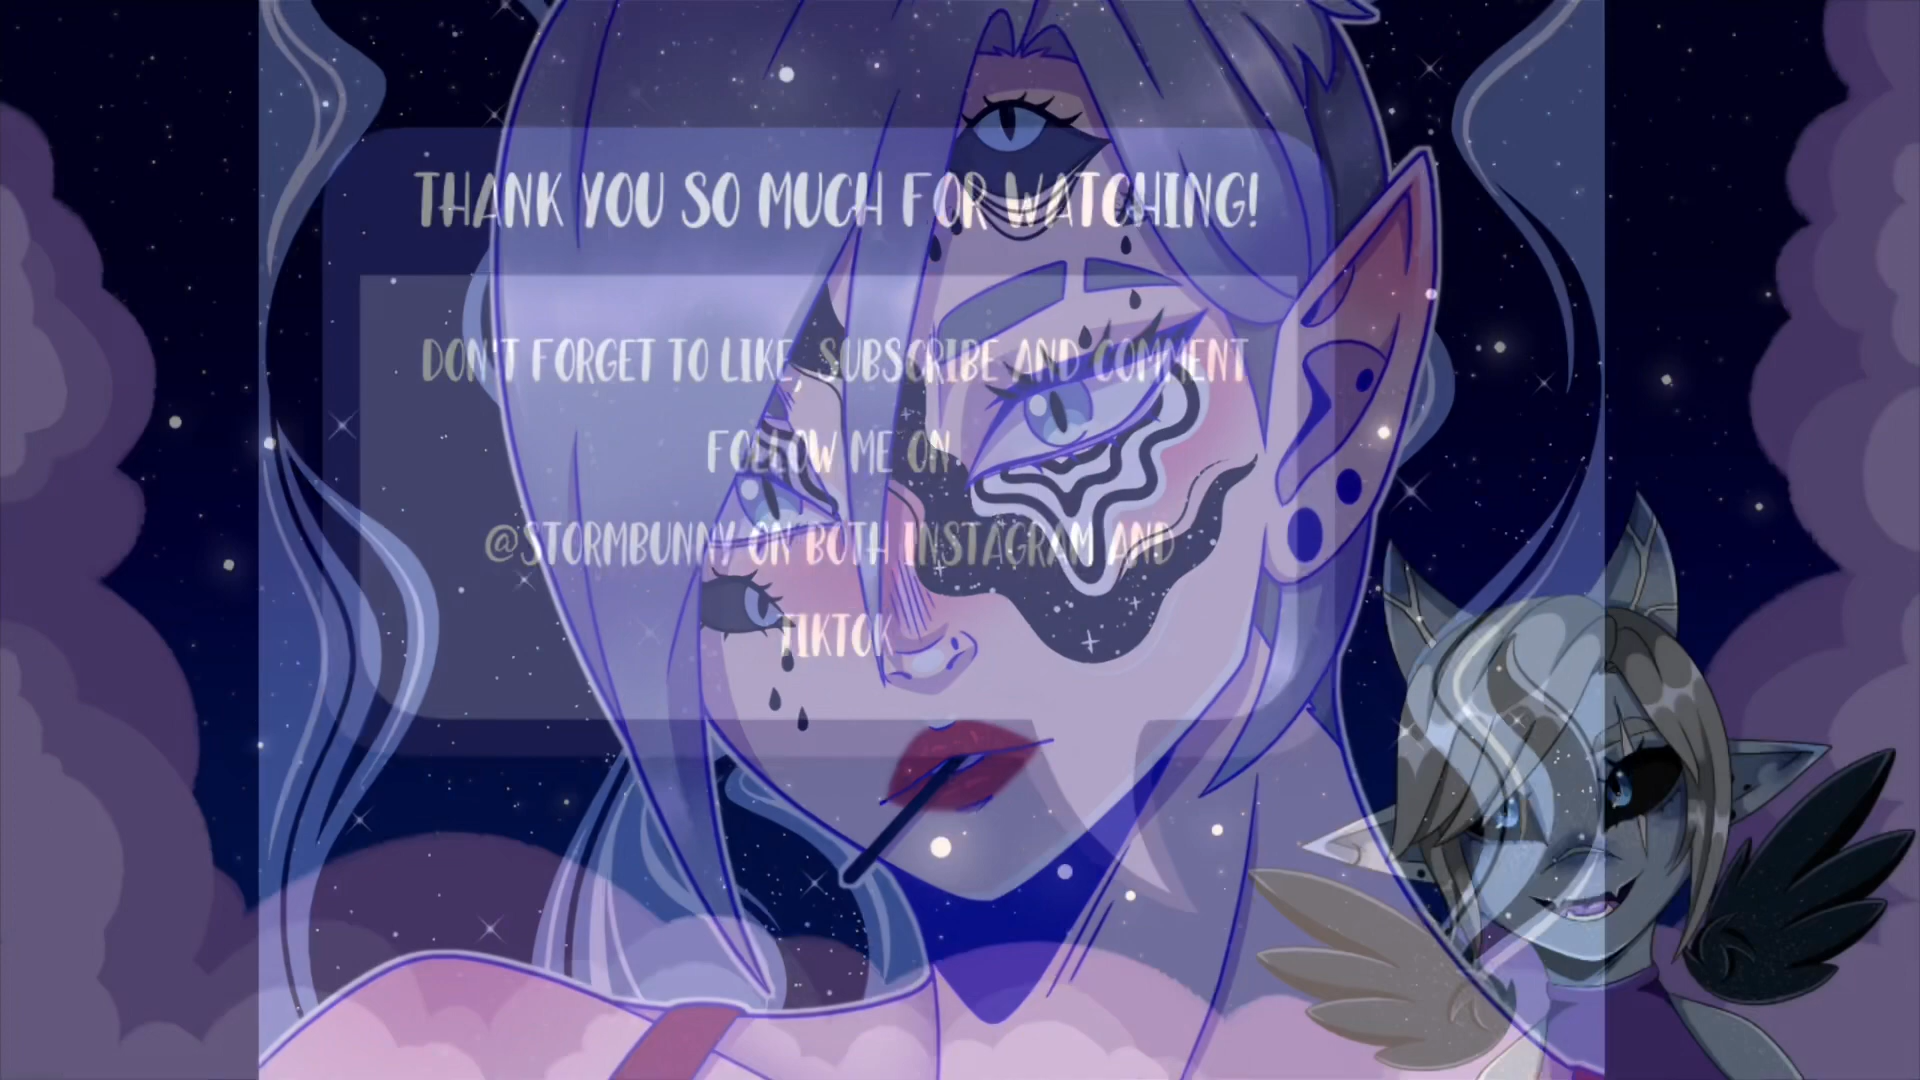 THANK YOU SO MUCH FOR WATCHING!
DON'T FORGET TO LIKE, SUBSCRIBE AND COMMENT
FOLLOW ME ON
@STORMBUNNY ON BOTH INSTAGRAM AND
TIKTOK